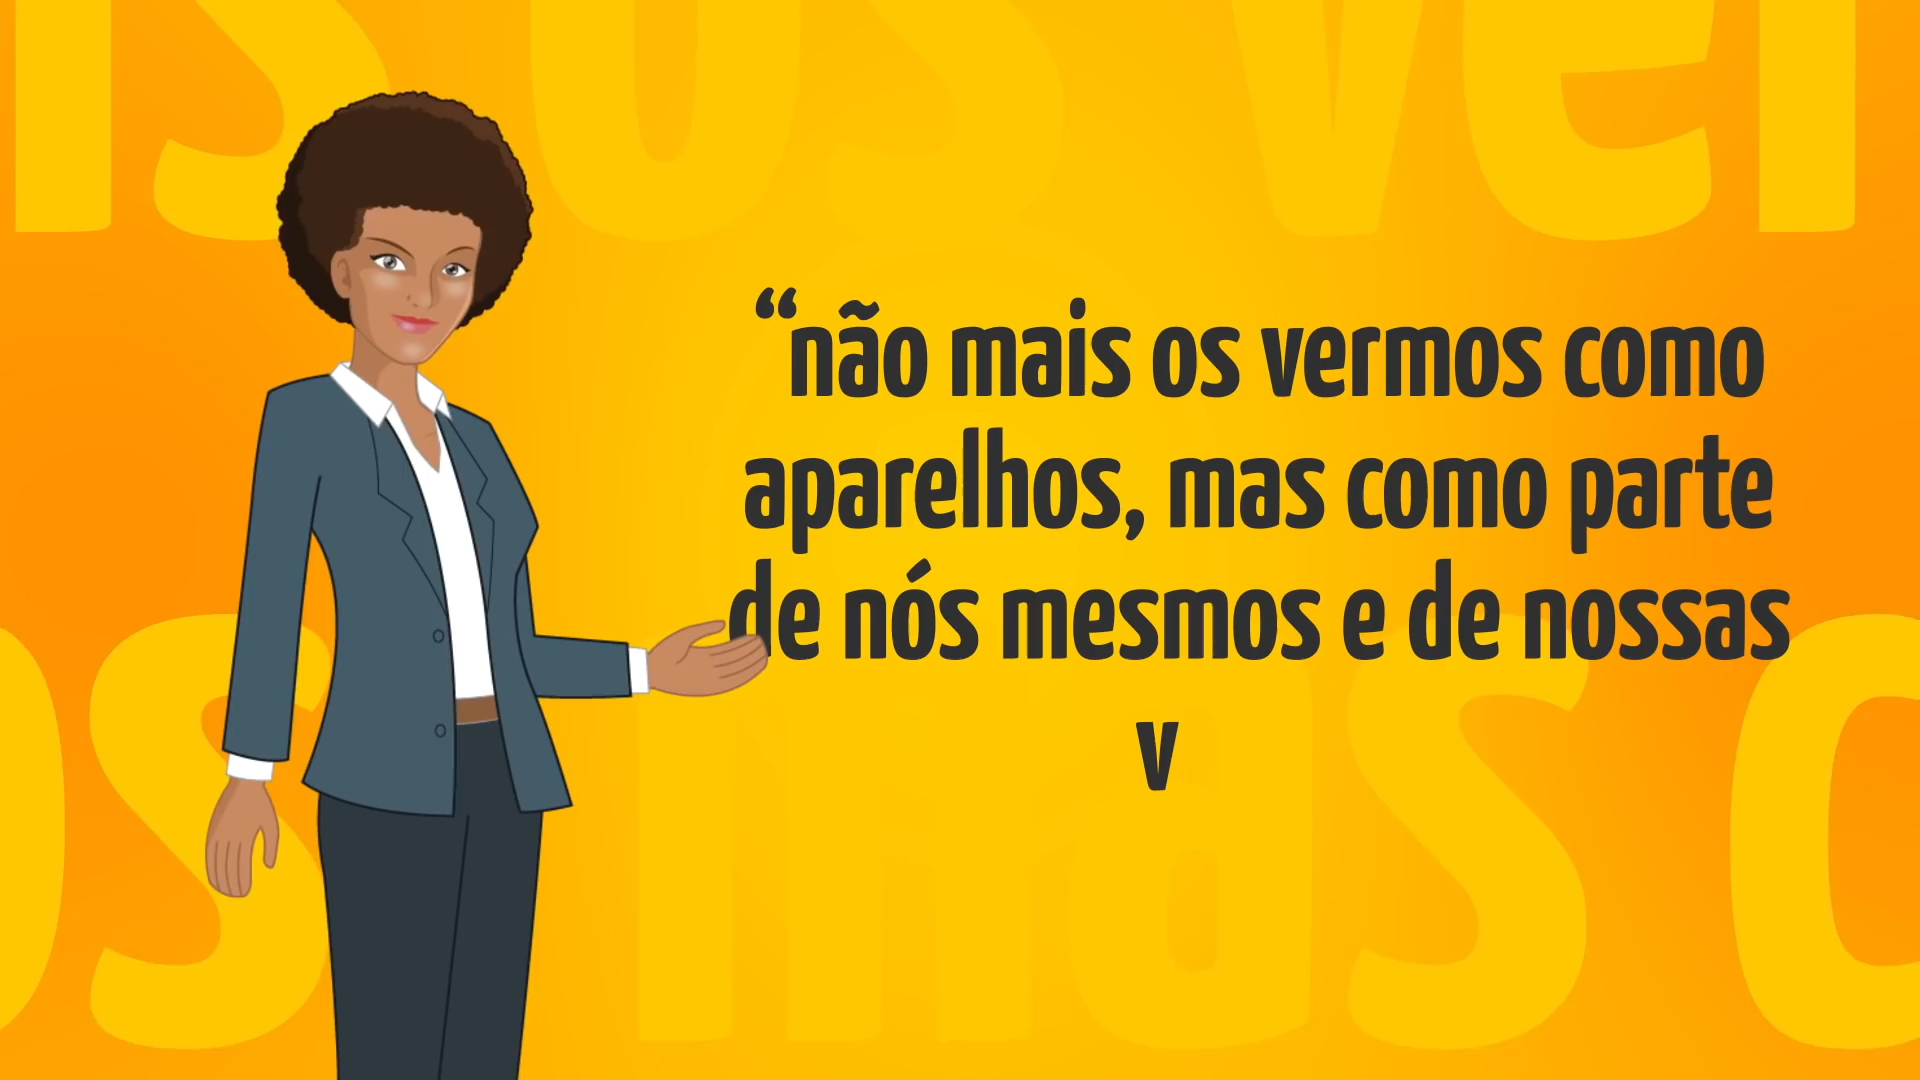 “não mais os vermos como
aparelhos, mas como parte
de nós mesmos e de nossas
v